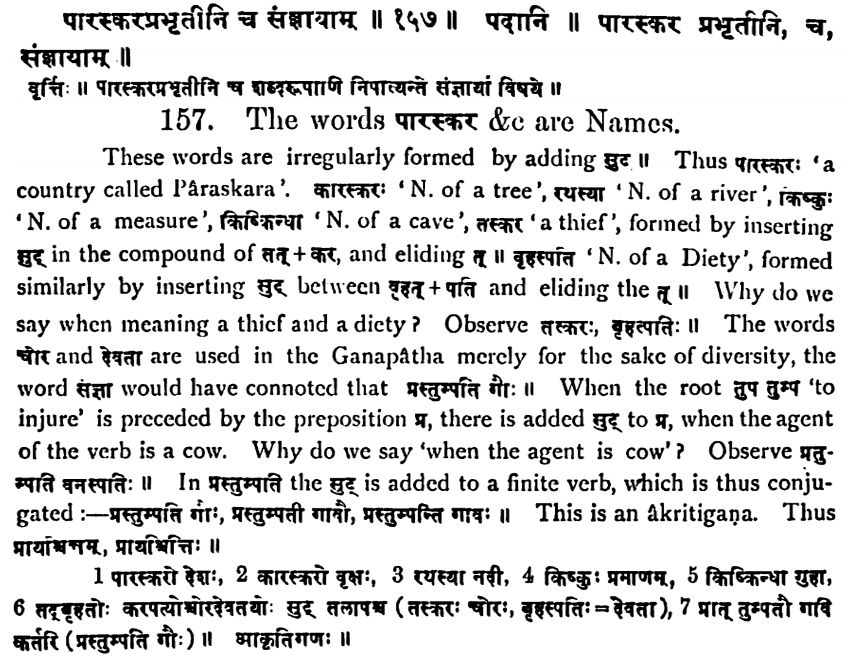 पारस्करप्रभृतीनि च संज्ञायाम् ॥ १५७ ॥ पदानि ॥ पारस्कर प्रभृतीनि, च,
संज्ञायाम् ॥
वृत्तिः ॥ पारस्करप्रभृतीनि च शब्दरूपाणि निपात्यन्ते संज्ञायां विषये ॥
157. The words पारस्कर &c are Names.
These words are irregularly formed by adding सुट् ॥ Thus पारस्करः 'a
country called Pâraskara'. कारस्करः 'N. of a tree', रथस्या 'N. of a river', किष्कुः
'N. of a measure', किष्किन्धा 'N. of a cave', तस्कर 'a thief', formed by inserting
सुट् in the compound of तत् + कर, and eliding त् ॥ बृहस्पति 'N. of a Diety', formed
similarly by inserting सुट् between बृहत् + पति and eliding the त् ॥ Why do we
say when meaning a thief and a diety? Observe तस्करः, बृहत्पतिः ॥ The words
चोर and देवता are used in the Ganapâtha merely for the sake of diversity, the
word संज्ञा would have connoted that प्रस्तुम्पति गौः ॥ When the root तुप तुम्प 'to
injure' is preceded by the preposition प्र, there is added सुट् to प्र, when the agent
of the verb is a cow. Why do we say 'when the agent is cow'? Observe प्रतु-
म्पति वनस्पतिः ॥ In प्रस्तुम्पति the सुट् is added to a finite verb, which is thus conju-
gated :—प्रस्तुम्पति गौः, प्रस्तुम्पती गावौ, प्रस्तुम्पन्ति गावः ॥ This is an âkritigaṇa. Thus
प्रायश्चित्तम्, प्रायश्चित्तिः ॥
1 पारस्करो देशः, 2 कारस्करो वृक्षः, 3 रथस्या नदी, 4 किष्कुः प्रमाणम्, 5 किष्किन्धा गुहा,
6 तद्बृहतोः करपत्योश्चोरदेवतयोः सुट् तलोपश्च (तस्करः चोरः, बृहस्पतिः = देवता), 7 प्रात् तुम्पतौ गवि
कर्तरि (प्रस्तुम्पति गौः) ॥ आकृतिगणः ॥